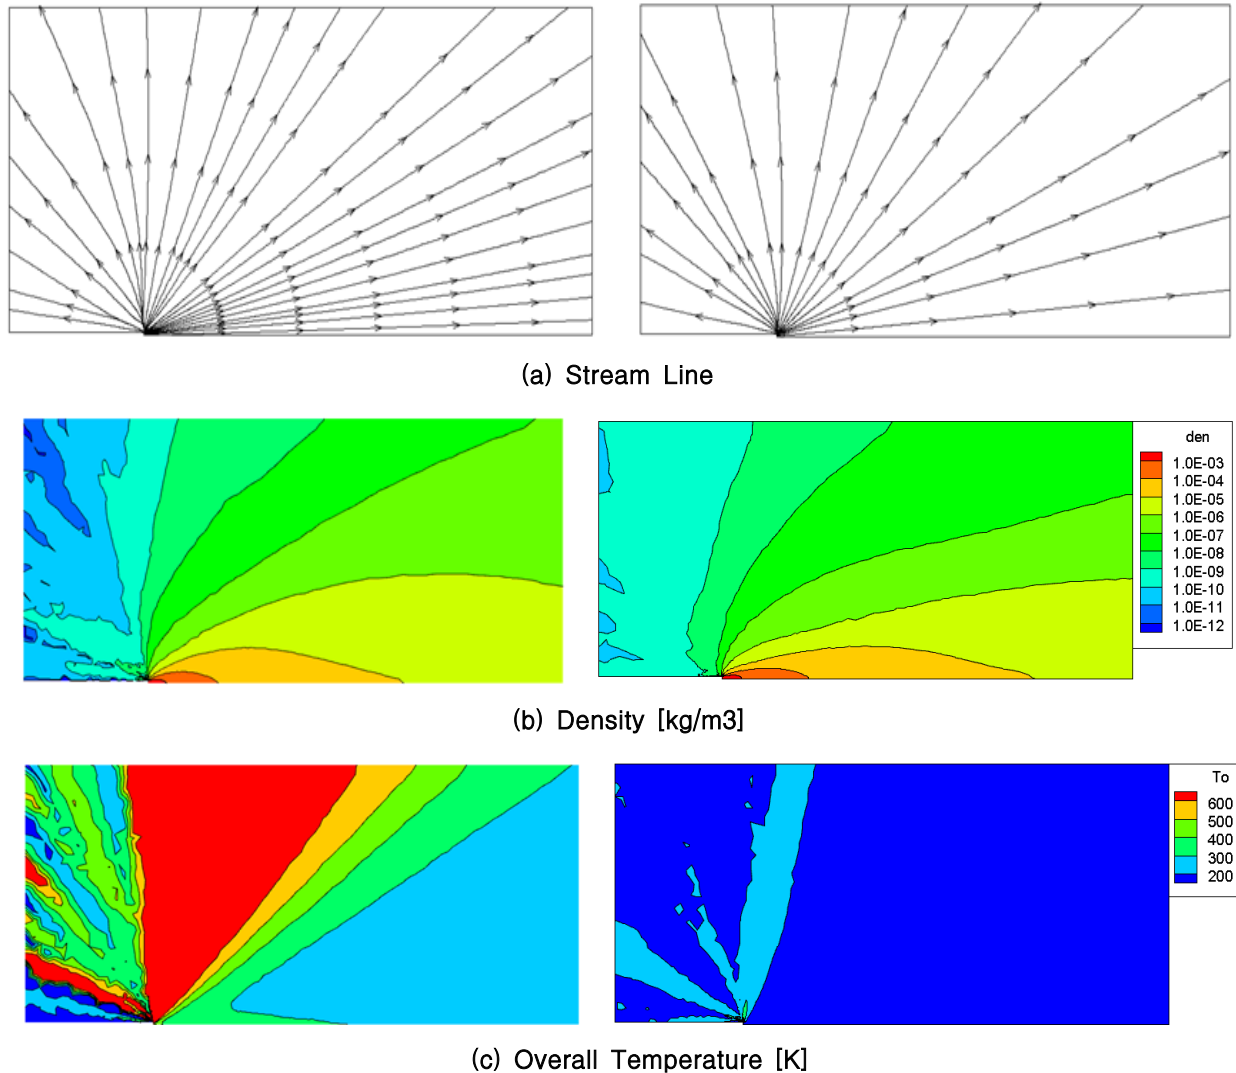 (a) Stream Line
den
1.0E-03
1.0E-04
1.0E-05
1.0E-06
1.0E-07
1.0E-08
1.0E-09
1.0E-10
1.0E-11
1.0E-12
(b) Density [kg/m3]
To
600
500
400
300
200
(c) Overall Temperature [K]